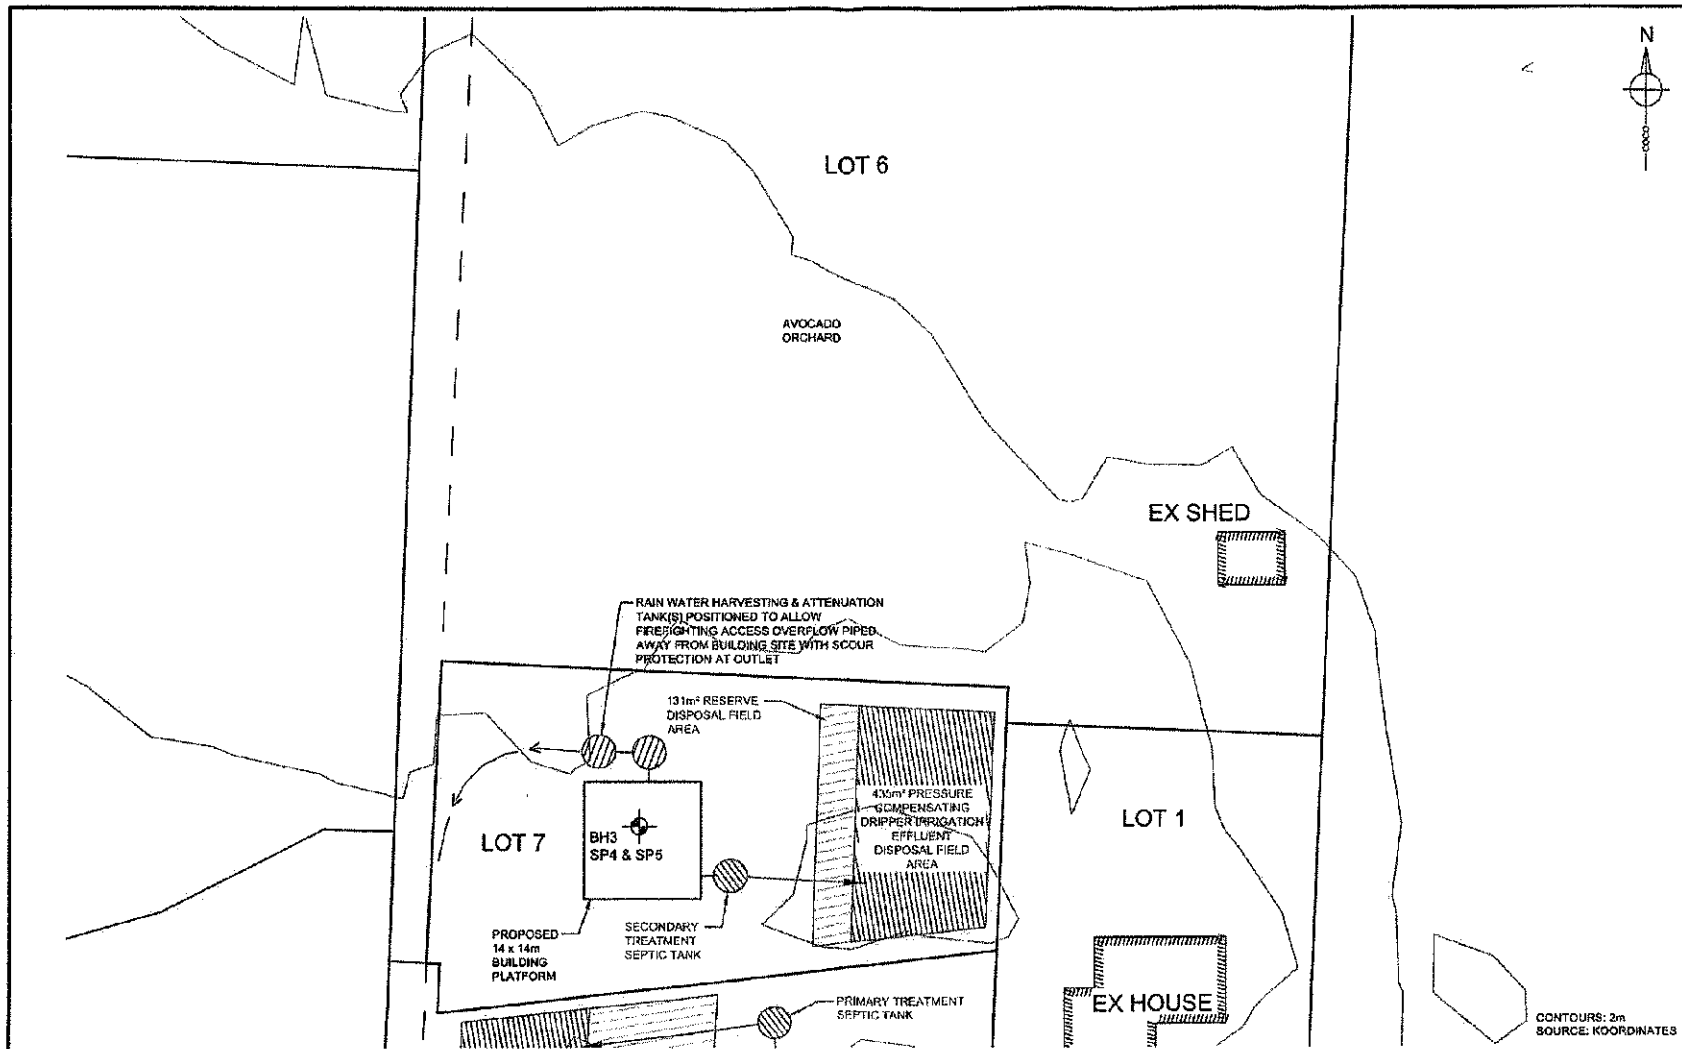 N
LOT 6
AVOCADO
ORCHARD
EX SHED
RAIN WATER HARVESTING & ATTENUATION
TANK(S) POSITIONED TO ALLOW
FIREFIGHTING ACCESS OVERFLOW PIPED
AWAY FROM BUILDING SITE WITH SCOUR
PROTECTION AT OUTLET
131m² RESERVE
DISPOSAL FIELD
AREA
435m² PRESSURE
COMPENSATING
DRIPPER IRRIGATION
EFFLUENT
DISPOSAL FIELD
AREA
LOT 1
LOT 7
BH3
SP4 & SP5
PROPOSED
14 x 14m
BUILDING
PLATFORM
SECONDARY
TREATMENT
SEPTIC TANK
PRIMARY TREATMENT
SEPTIC TANK
EX HOUSE
CONTOURS: 2m
SOURCE: KOORDINATES